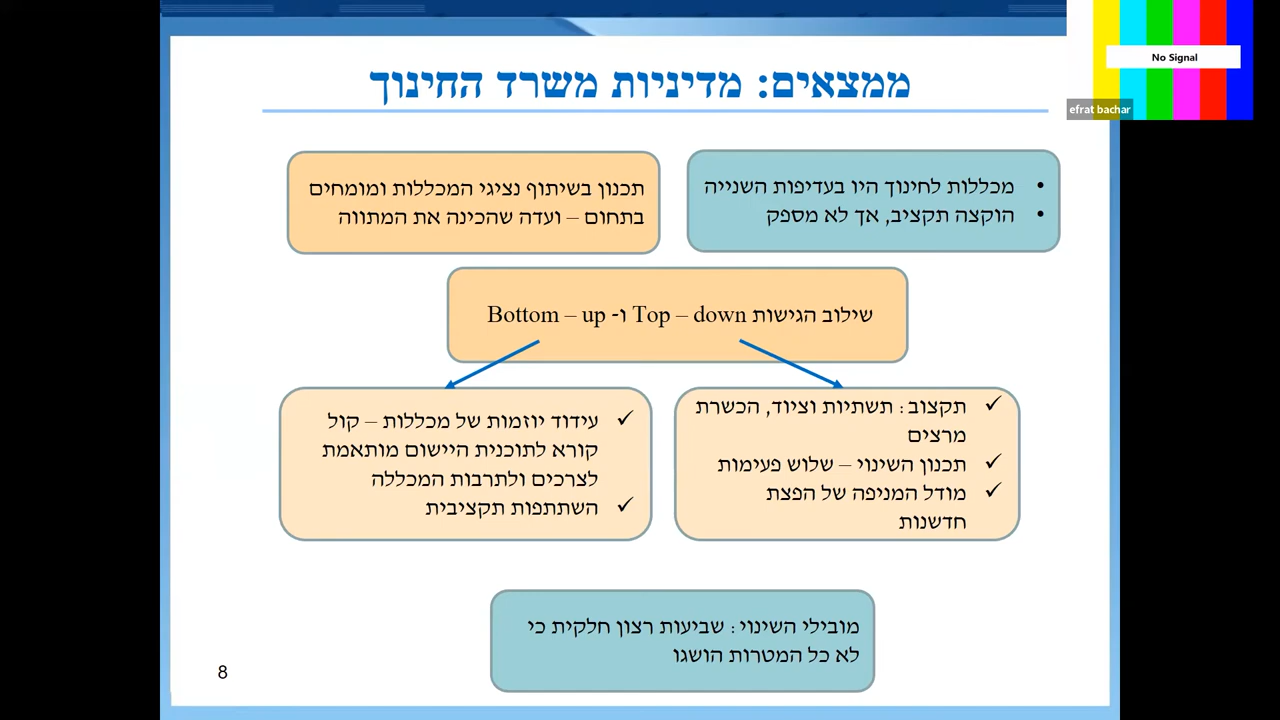 ממצאים: מדיניות משרד החינוך
No Signal
efrat bachar
• מכללות לחינוך היו בעדיפות השנייה
• הוקצה תקציב, אך לא מספק
תכנון בשיתוף נציגי המכללות ומומחים
בתחום – ועדה שהכינה את המתווה
שילוב הגישות Top – down ו- Bottom – up
✓ תקצוב : תשתיות וציוד, הכשרת
מרצים
✓ תכנון השינוי – שלוש פעימות
✓ מודל המניפה של הפצת
חדשנות
✓ עידוד יוזמות של מכללות – קול
קורא לתוכנית היישום מותאמת
לצרכים ולתרבות המכללה
✓ השתתפות תקציבית
מובילי השינוי : שביעות רצון חלקית כי
לא כל המטרות הושגו
8